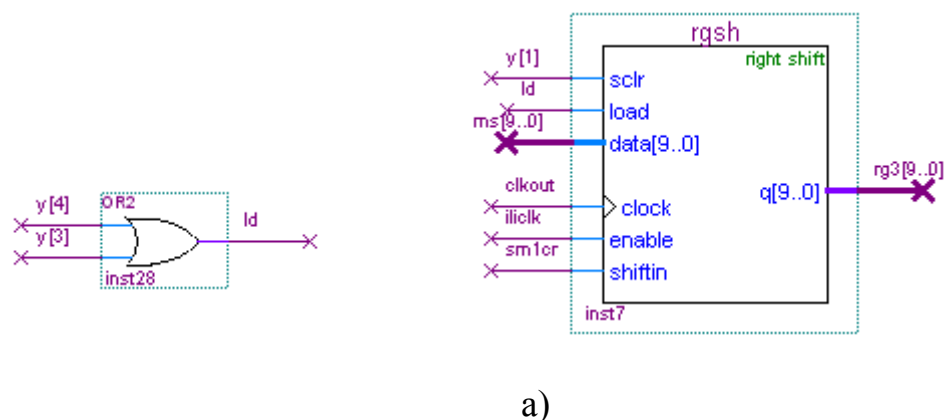 y[4]
y[3]
OR2
ld
inst28
rgsh
right shift
y[1]
sclr
ld
load
ms[9..0]
data[9..0]
clkout
clock
iliclk
enable
sm1cr
shiftin
q[9..0]
rg3[9..0]
inst7
a)